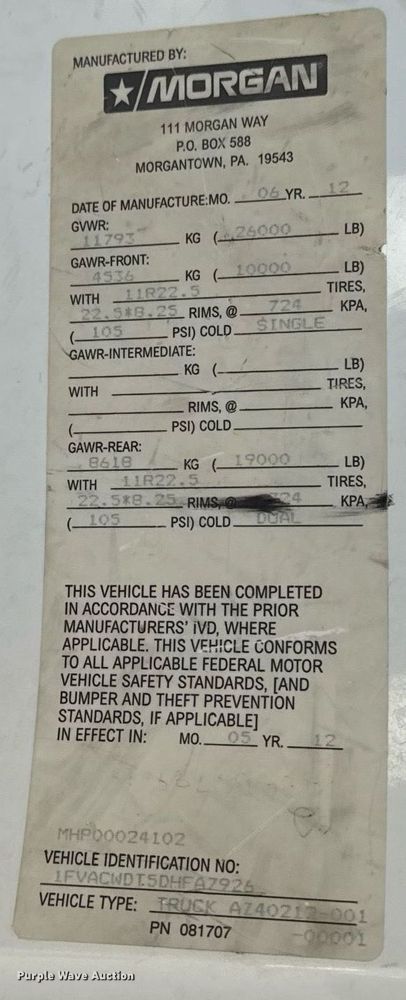 MANUFACTURED BY:
MORGAN
111 MORGAN WAY
P.O. BOX 588
MORGANTOWN, PA. 19543
DATE OF MANUFACTURE:MO. 06 YR. 12
GVWR:
11793 KG ( 26000 LB)
GAWR-FRONT:
4536 KG ( 10000 LB)
WITH 11R22.5 TIRES,
22.5*8.25 RIMS, @ 724 KPA,
( 105 PSI) COLD SINGLE
GAWR-INTERMEDIATE:
KG ( LB)
WITH TIRES,
RIMS, @ KPA,
( PSI) COLD
GAWR-REAR:
8618 KG ( 19000 LB)
WITH 11R22.5 TIRES,
22.5*8.25 RIMS, @ 724 KPA,
( 105 PSI) COLD DUAL
THIS VEHICLE HAS BEEN COMPLETED
IN ACCORDANCE WITH THE PRIOR
MANUFACTURERS' IVD, WHERE
APPLICABLE. THIS VEHICLE CONFORMS
TO ALL APPLICABLE FEDERAL MOTOR
VEHICLE SAFETY STANDARDS, [AND
BUMPER AND THEFT PREVENTION
STANDARDS, IF APPLICABLE]
IN EFFECT IN: MO. 05 YR. 12
MHP00024102
VEHICLE IDENTIFICATION NO:
1FVACWDT5DHFA7926
VEHICLE TYPE: TRUCK A740212-001
PN 081707 -00001
Purple Wave Auction